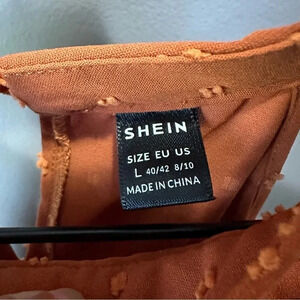 SHEIN
SIZE EU US
L 40/42 8/10
MADE IN CHINA